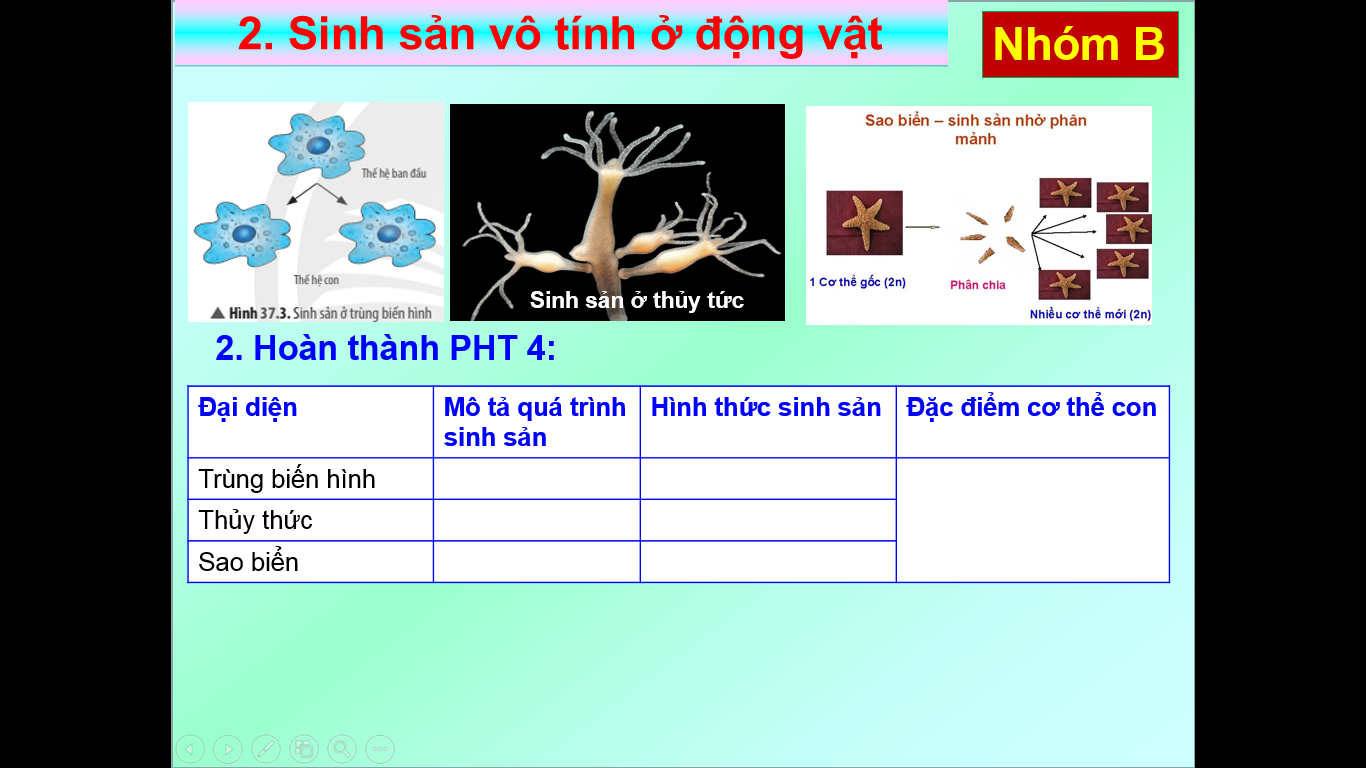 2. Sinh sản vô tính ở động vật
Nhóm B
Thế hệ ban đầu
Thế hệ con
▲ Hình 37.3. Sinh sản ở trùng biến hình
Sinh sản ở thủy tức
Sao biển – sinh sản nhờ phân
mảnh
1 Cơ thể gốc (2n)
Phân chia
Nhiều cơ thể mới (2n)
2. Hoàn thành PHT 4:
Đại diện
Mô tả quá trình
sinh sản
Hình thức sinh sản
Đặc điểm cơ thể con
Trùng biến hình
Thủy thức
Sao biển